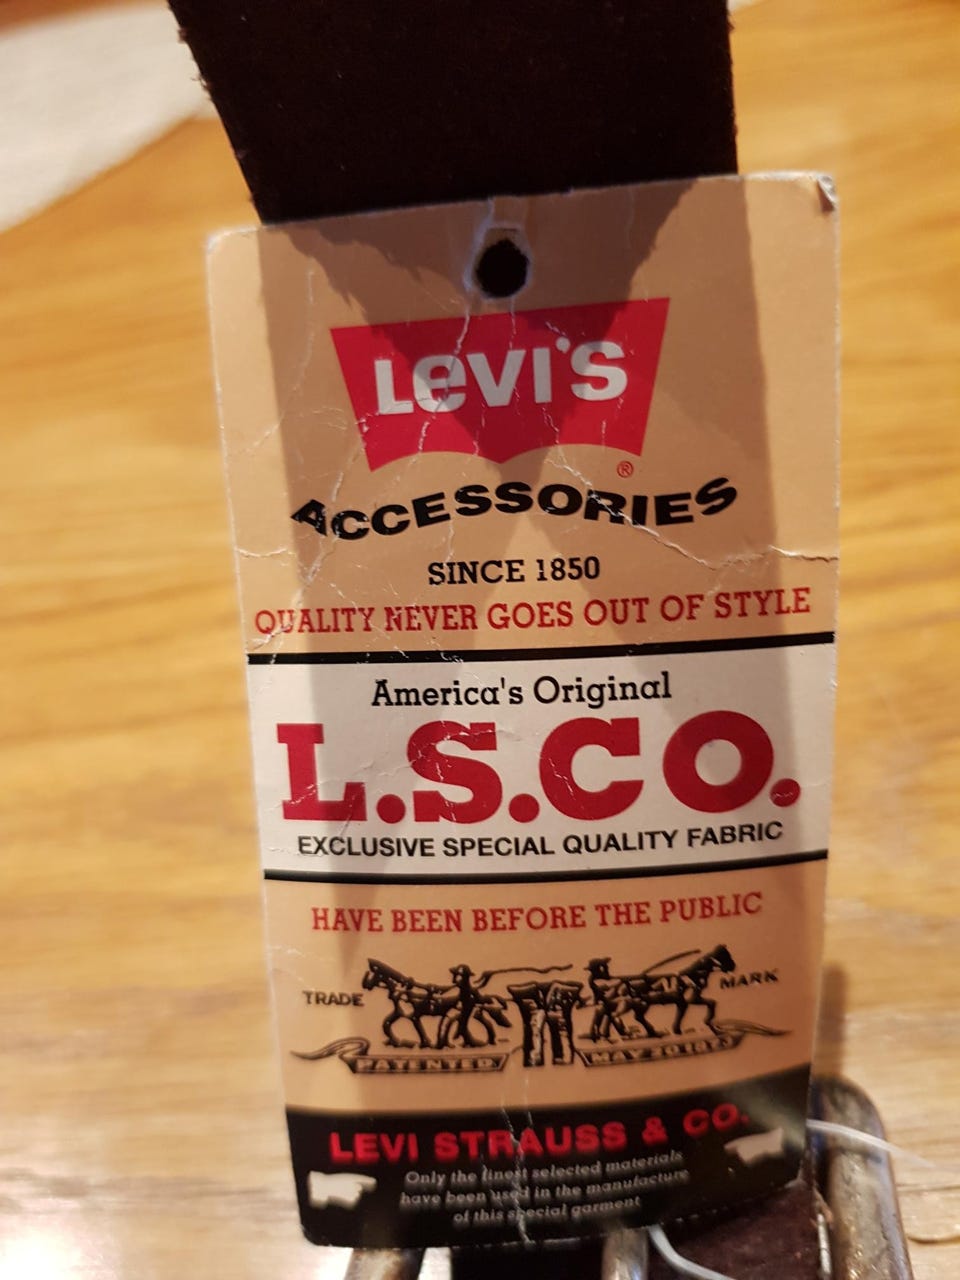 LEVI'S
®
ACCESSORIES
SINCE 1850
QUALITY NEVER GOES OUT OF STYLE
America's Original
L.S.CO.
EXCLUSIVE SPECIAL QUALITY FABRIC
HAVE BEEN BEFORE THE PUBLIC
TRADE MARK
PATENTED MAY 20 1873
LEVI STRAUSS & CO.
Only the finest selected materials
have been used in the manufacture
of this special garment